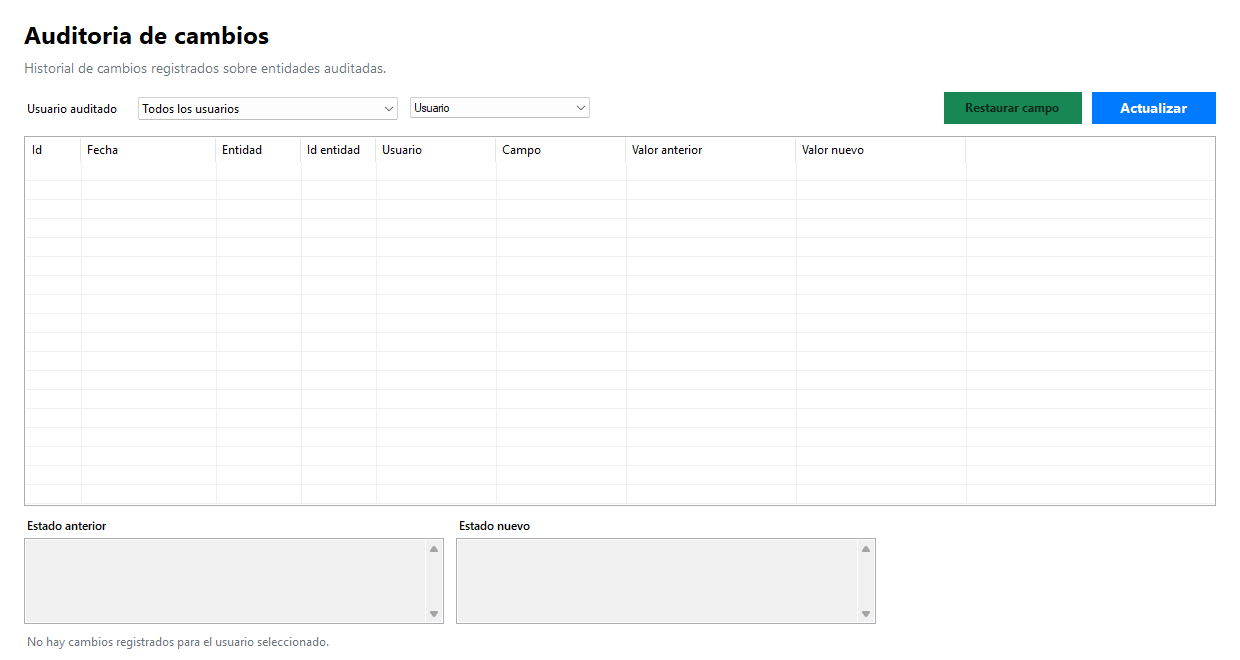 Auditoria de cambios
Historial de cambios registrados sobre entidades auditadas.
Usuario auditado Todos los usuarios Usuario Restaurar campo Actualizar
Id Fecha Entidad Id entidad Usuario Campo Valor anterior Valor nuevo
Estado anterior Estado nuevo
No hay cambios registrados para el usuario seleccionado.